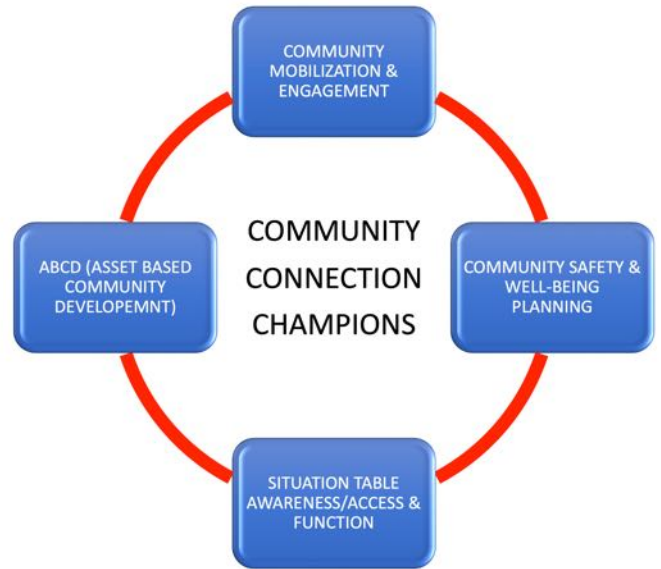 COMMUNITY
MOBILIZATION &
ENGAGEMENT
COMMUNITY
CONNECTION
CHAMPIONS
ABCD (ASSET BASED
COMMUNITY
DEVELOPEMNT)
COMMUNITY SAFETY &
WELL-BEING
PLANNING
SITUATION TABLE
AWARENESS/ACCESS &
FUNCTION